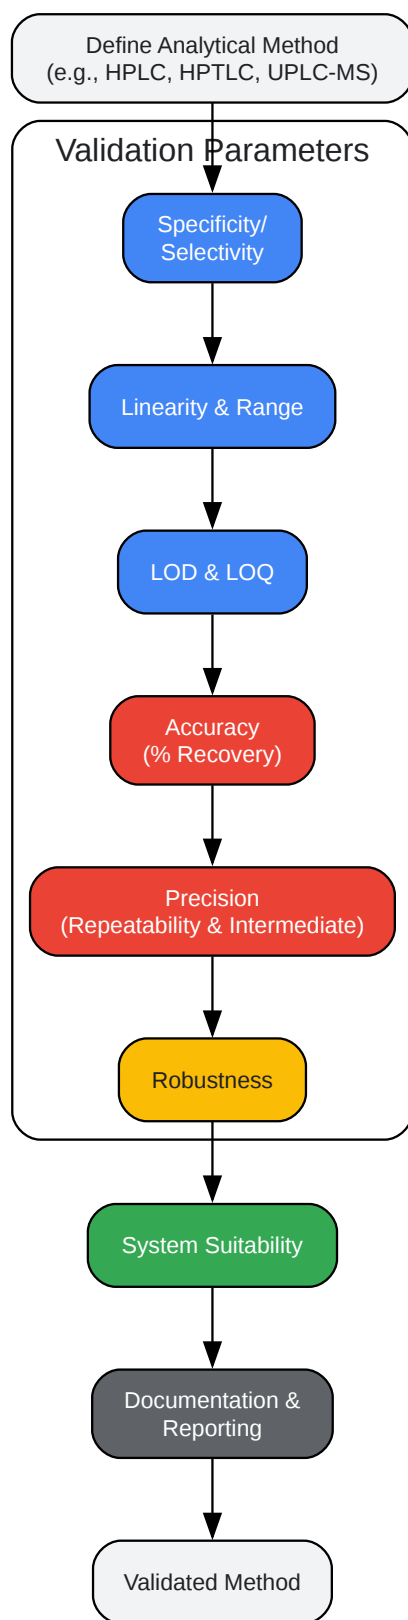 Define Analytical Method
(e.g., HPLC, HPTLC, UPLC-MS)
Validation Parameters
Specificity/
Selectivity
Linearity & Range
LOD & LOQ
Accuracy
(% Recovery)
Precision
(Repeatability & Intermediate)
Robustness
System Suitability
Documentation &
Reporting
Validated Method